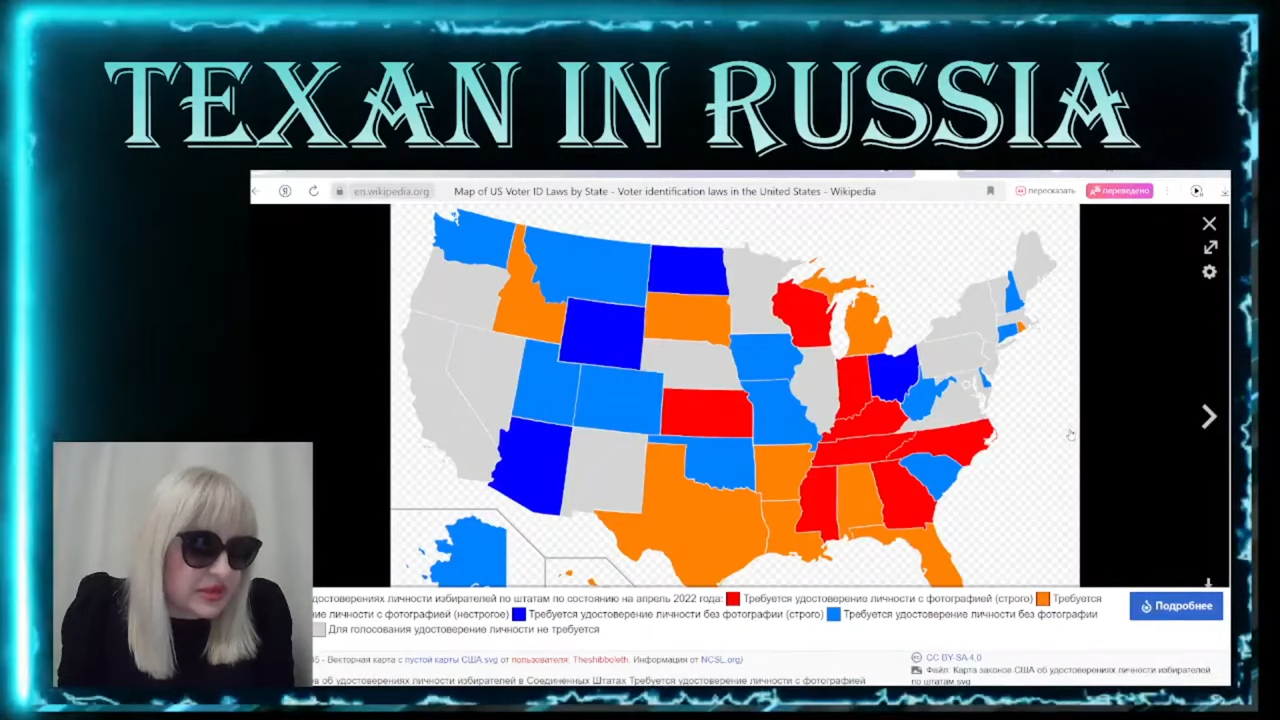 TEXAN IN RUSSIA
en.wikipedia.org Map of US Voter ID Laws by State - Voter identification laws in the United States - Wikipedia пересказать переведено
достоверениях личности избирателей по штатам по состоянию на апрель 2022 года: Требуется удостоверение личности с фотографией (строго) Требуется
ие личности с фотографией (нестрогое) Требуется удостоверение личности без фотографии (строго) Требуется удостоверение личности без фотографии
Для голосования удостоверение личности не требуется
Подробнее
- Векторная карта с пустой карты США.svg от пользователя: Theshibboleth. Информация от NCSL.org)
в об удостоверениях личности избирателей в Соединенных Штатах Требуется удостоверение личности с фотографией
CC BY-SA 4.0
Файл: Карта законов США об удостоверениях личности избирателей
по штатам.svg